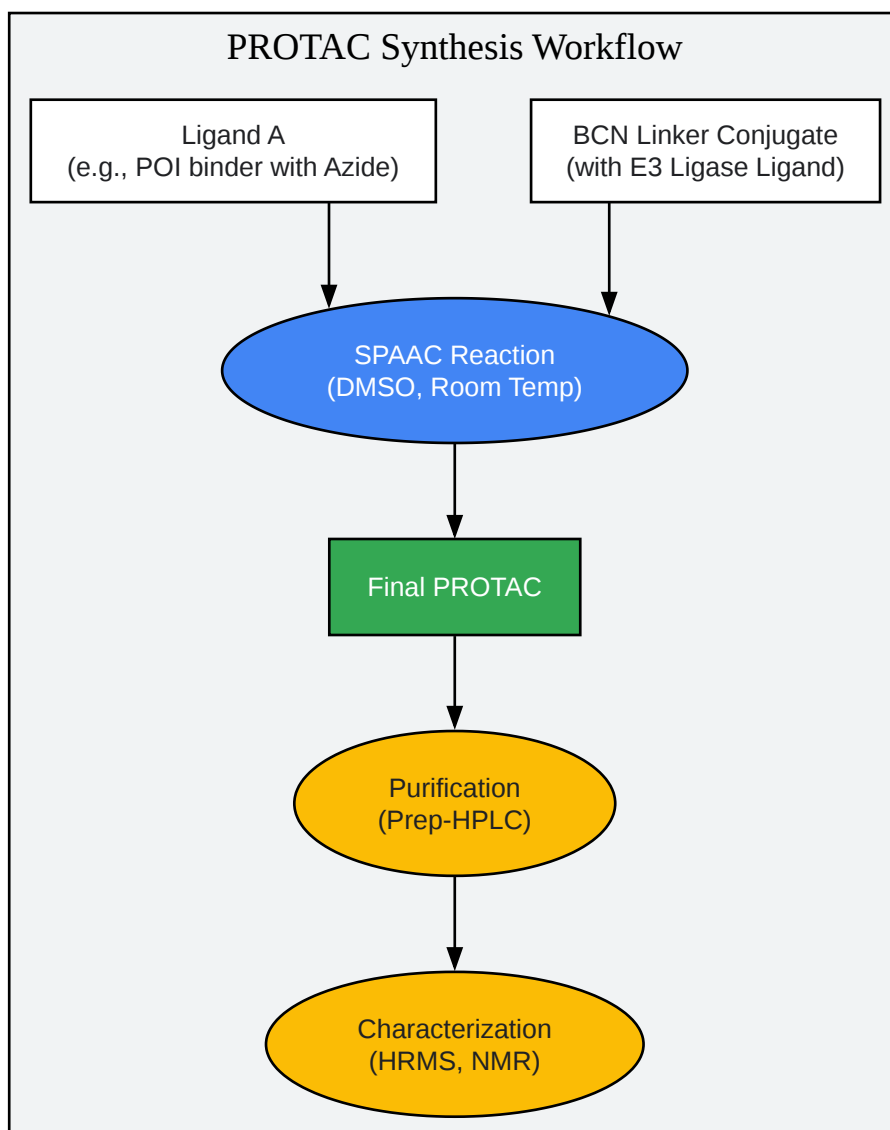 PROTAC Synthesis Workflow
Ligand A
(e.g., POI binder with Azide)
BCN Linker Conjugate
(with E3 Ligase Ligand)
SPAAC Reaction
(DMSO, Room Temp)
Final PROTAC
Purification
(Prep-HPLC)
Characterization
(HRMS, NMR)